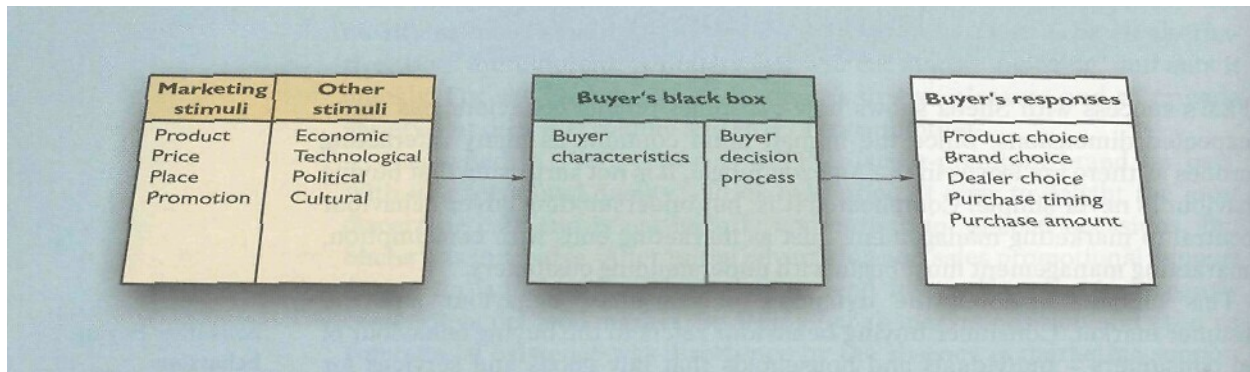 Marketing stimuli
Product
Price
Place
Promotion
Other stimuli
Economic
Technological
Political
Cultural
Buyer's black box
Buyer characteristics
Buyer decision process
Buyer's responses
Product choice
Brand choice
Dealer choice
Purchase timing
Purchase amount